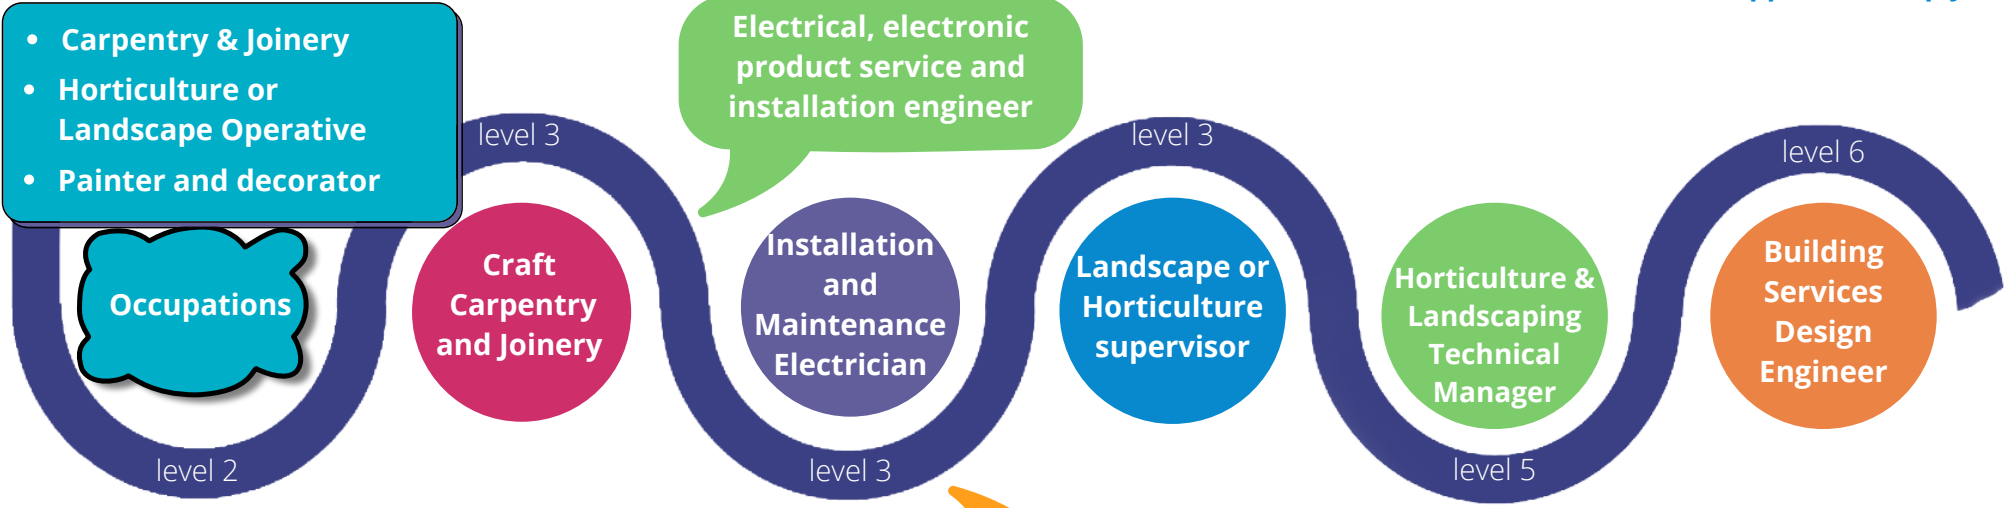 • Carpentry & Joinery
• Horticulture or
Landscape Operative
• Painter and decorator
Occupations
level 2
level 3
Craft
Carpentry
and Joinery
Electrical, electronic
product service and
installation engineer
Installation
and
Maintenance
Electrician
level 3
level 3
Landscape or
Horticulture
supervisor
Horticulture &
Landscaping
Technical
Manager
level 5
level 6
Building
Services
Design
Engineer